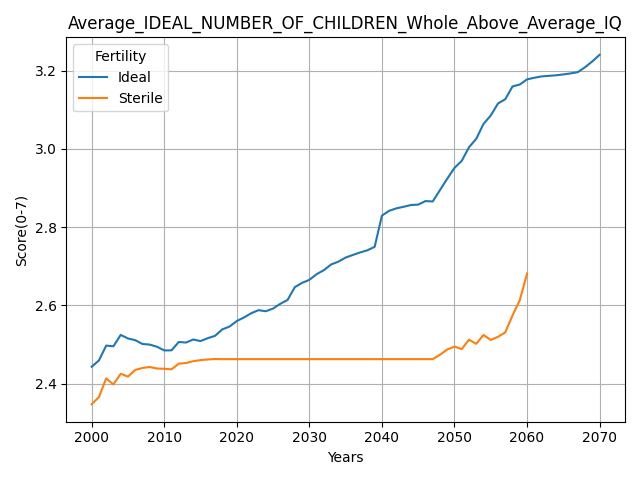 Average_IDEAL_NUMBER_OF_CHILDREN_Whole_Above_Average_IQ
Fertility
Ideal
Sterile
Score(0-7)
3.2
3.0
2.8
2.6
2.4
2000 2010 2020 2030 2040 2050 2060 2070
Years